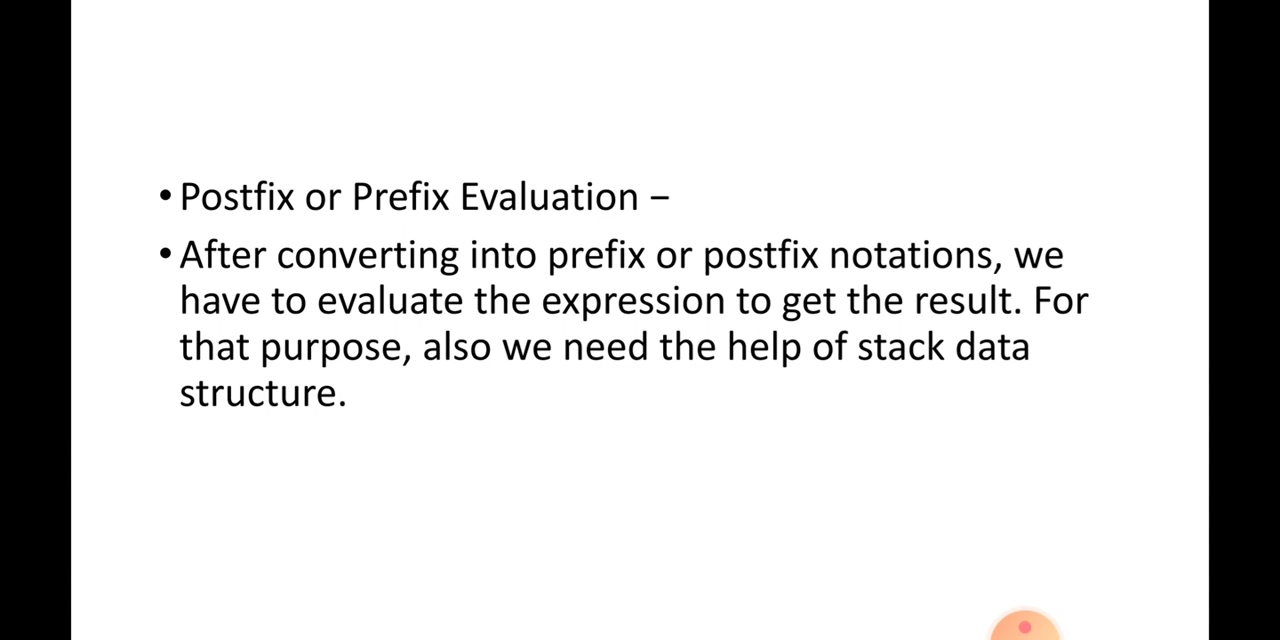 • Postfix or Prefix Evaluation −
• After converting into prefix or postfix notations, we
have to evaluate the expression to get the result. For
that purpose, also we need the help of stack data
structure.